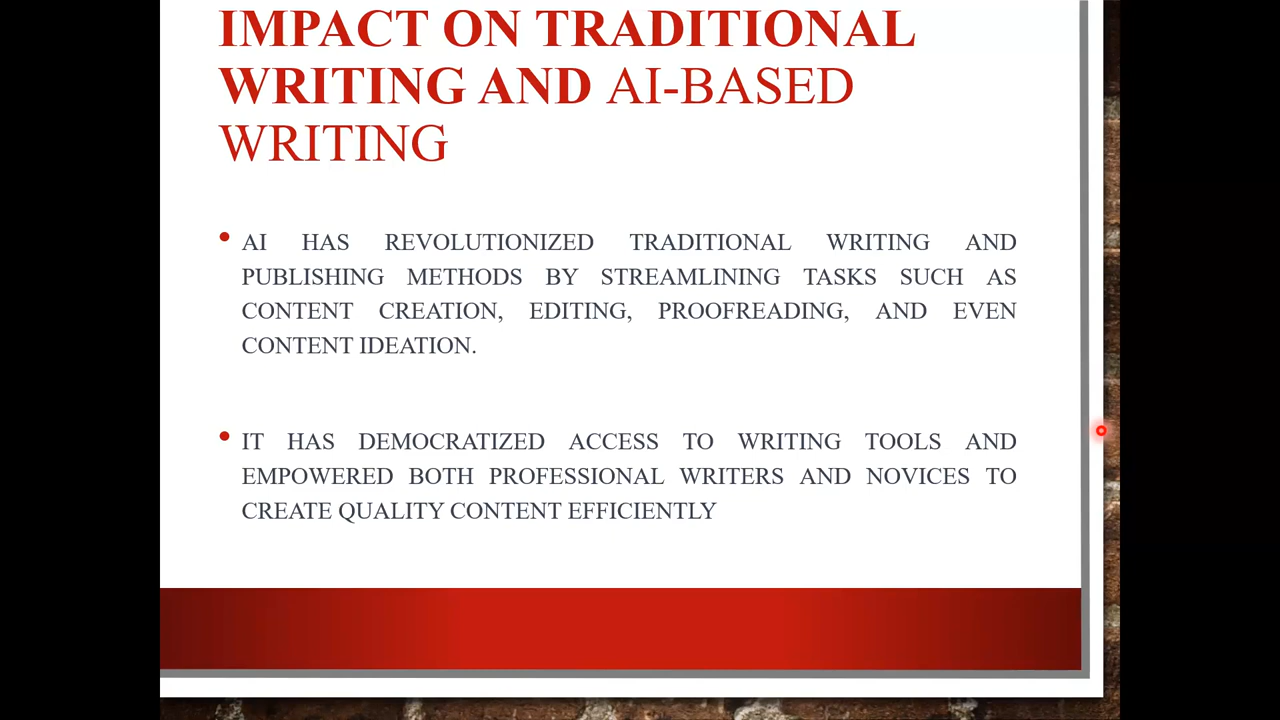 IMPACT ON TRADITIONAL
WRITING AND AI-BASED
WRITING
• AI HAS REVOLUTIONIZED TRADITIONAL WRITING AND
PUBLISHING METHODS BY STREAMLINING TASKS SUCH AS
CONTENT CREATION, EDITING, PROOFREADING, AND EVEN
CONTENT IDEATION.
• IT HAS DEMOCRATIZED ACCESS TO WRITING TOOLS AND
EMPOWERED BOTH PROFESSIONAL WRITERS AND NOVICES TO
CREATE QUALITY CONTENT EFFICIENTLY